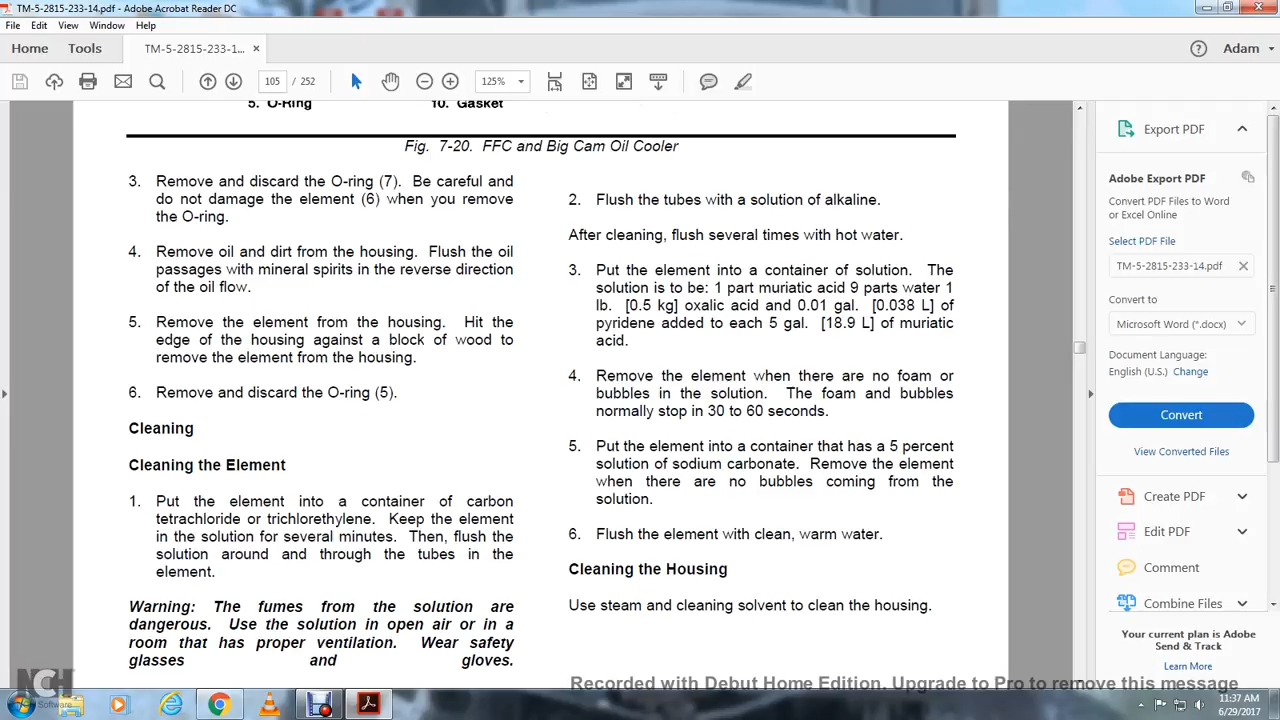 TM-5-2815-233-14.pdf - Adobe Acrobat Reader DC
File Edit View Window Help
Home Tools TM-5-2815-233-1... ×
Adam
105 / 252
125%
5. O-Ring 10. Gasket
Fig. 7-20. FFC and Big Cam Oil Cooler
3. Remove and discard the O-ring (7). Be careful and
do not damage the element (6) when you remove
the O-ring.
4. Remove oil and dirt from the housing. Flush the oil
passages with mineral spirits in the reverse direction
of the oil flow.
5. Remove the element from the housing. Hit the
edge of the housing against a block of wood to
remove the element from the housing.
6. Remove and discard the O-ring (5).
Cleaning
Cleaning the Element
1. Put the element into a container of carbon
tetrachloride or trichlorethylene. Keep the element
in the solution for several minutes. Then, flush the
solution around and through the tubes in the
element.
Warning: The fumes from the solution are
dangerous. Use the solution in open air or in a
room that has proper ventilation. Wear safety
glasses and gloves.
2. Flush the tubes with a solution of alkaline.
After cleaning, flush several times with hot water.
3. Put the element into a container of solution. The
solution is to be: 1 part muriatic acid 9 parts water 1
lb. [0.5 kg] oxalic acid and 0.01 gal. [0.038 L] of
pyridene added to each 5 gal. [18.9 L] of muriatic
acid.
4. Remove the element when there are no foam or
bubbles in the solution. The foam and bubbles
normally stop in 30 to 60 seconds.
5. Put the element into a container that has a 5 percent
solution of sodium carbonate. Remove the element
when there are no bubbles coming from the
solution.
6. Flush the element with clean, warm water.
Cleaning the Housing
Use steam and cleaning solvent to clean the housing.
Export PDF
Adobe Export PDF
Convert PDF Files to Word
or Excel Online
Select PDF File
TM-5-2815-233-14.pdf
Convert to
Microsoft Word (*.docx)
Document Language:
English (U.S.) Change
Convert
View Converted Files
Create PDF
Edit PDF
Comment
Combine Files
Your current plan is Adobe
Send & Track
Learn More
NCH
Software
Recorded with Debut Home Edition. Upgrade to Pro to remove this message
11:37 AM
6/29/2017